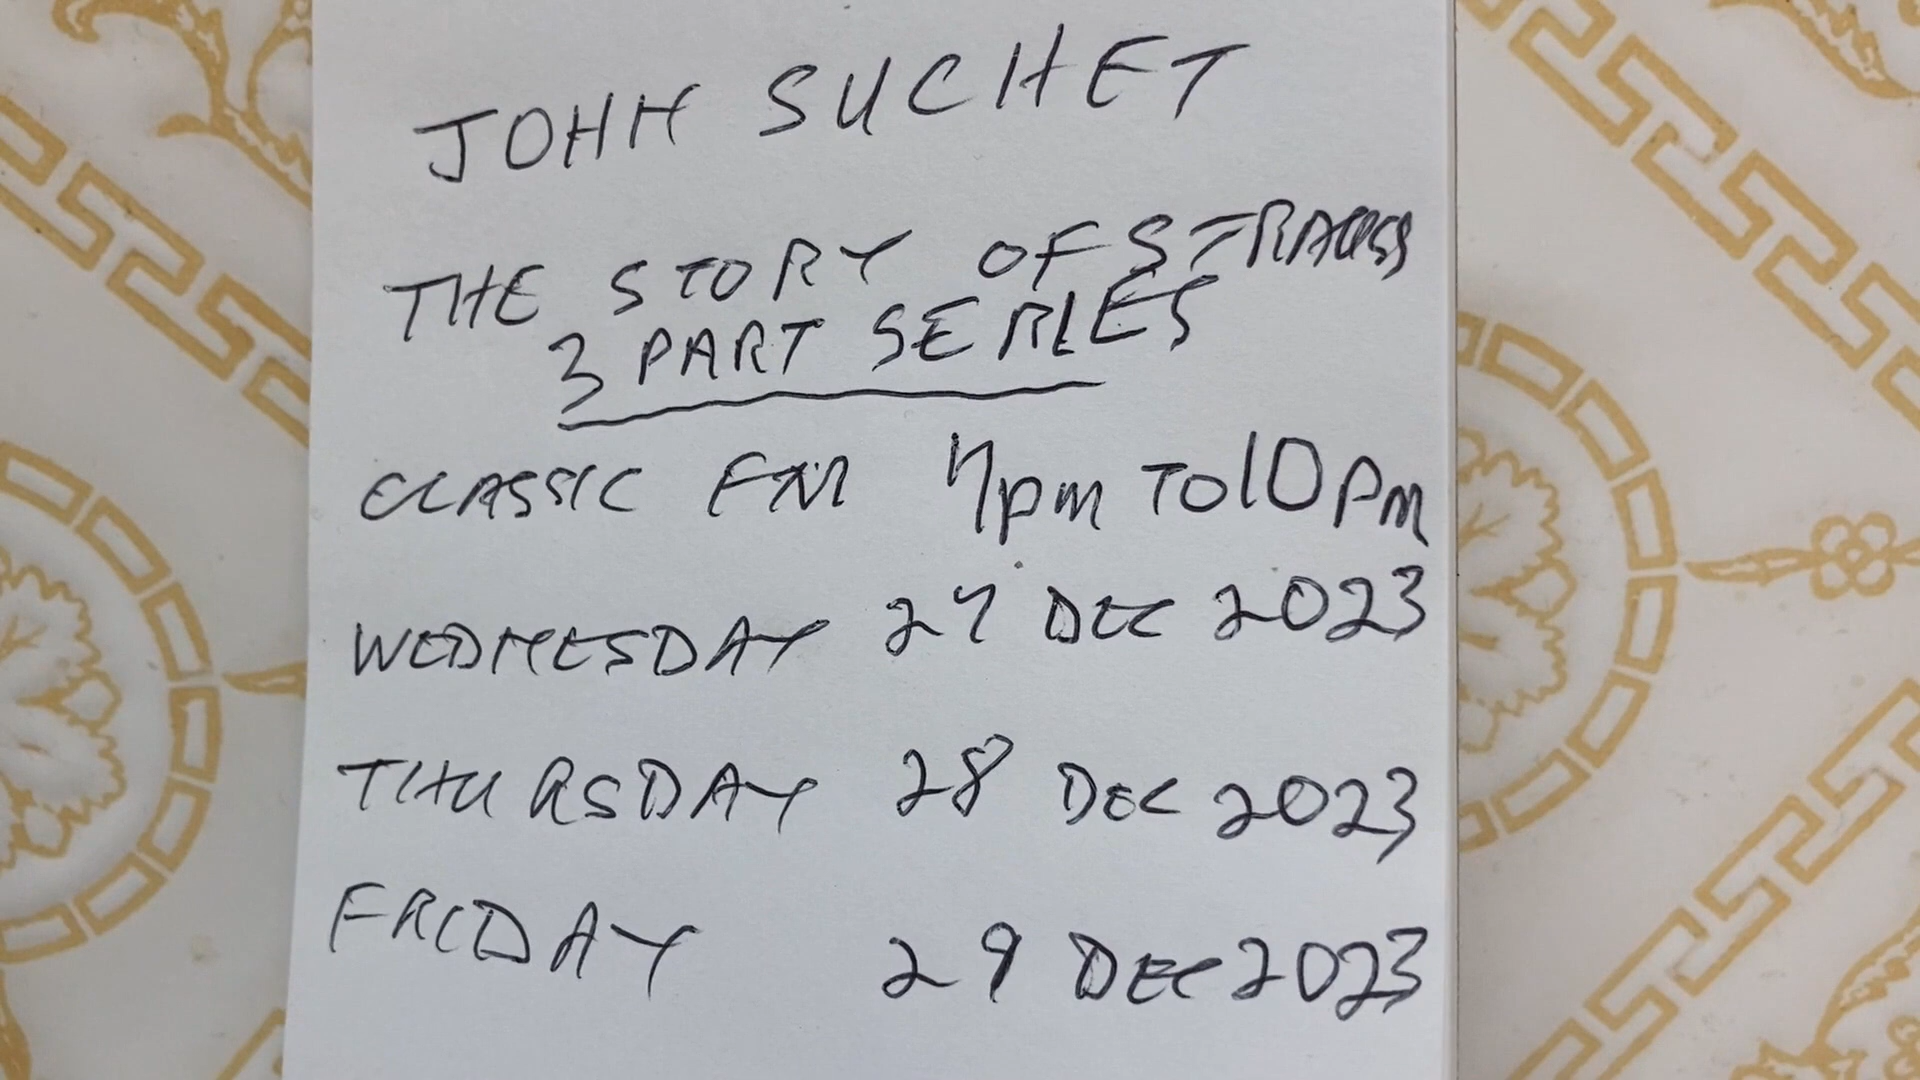 JOHN SUCHET
THE STORY OF STRAUSS
3 PART SERIES
CLASSIC FM 7pm TO 10pm
WEDNESDAY 27 DEC 2023
THURSDAY 28 DEC 2023
FRIDAY 29 DEC 2023